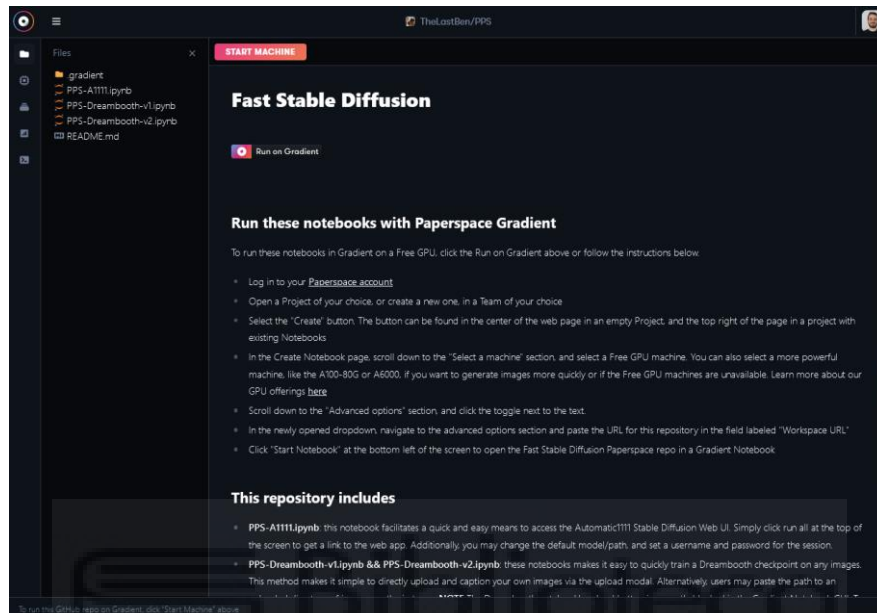 TheLastBen/PPS
Files
START MACHINE
.gradient
PPS-A1111.ipynb
PPS-Dreambooth-v1.ipynb
PPS-Dreambooth-v2.ipynb
README.md
Fast Stable Diffusion
Run on Gradient
Run these notebooks with Paperspace Gradient
To run these notebooks in Gradient on a Free GPU, click the Run on Gradient above or follow the instructions below.
Log in to your Paperspace account
Open a Project of your choice, or create a new one, in a Team of your choice
Select the "Create" button. The button can be found in the center of the web page in an empty Project, and the top right of the page in a project with
existing Notebooks
In the Create Notebook page, scroll down to the "Select a machine" section, and select a Free GPU machine. You can also select a more powerful
machine, like the A100-80G or A6000, if you want to generate images more quickly or if the Free GPU machines are unavailable. Learn more about our
GPU offerings here
Scroll down to the "Advanced options" section, and click the toggle next to the text.
In the newly opened dropdown, navigate to the advanced options section and paste the URL for this repository in the field labeled "Workspace URL"
Click "Start Notebook" at the bottom left of the screen to open the Fast Stable Diffusion Paperspace repo in a Gradient Notebook
This repository includes
PPS-A1111.ipynb: this notebook facilitates a quick and easy means to access the Automatic1111 Stable Diffusion Web UI. Simply click run all at the top of
the screen to get a link to the web app. Additionally, you may change the default model/path, and set a username and password for the session.
PPS-Dreambooth-v1.ipynb && PPS-Dreambooth-v2.ipynb: these notebooks makes it easy to quickly train a Dreambooth checkpoint on any images.
This method makes it simple to directly upload and caption your own images via the upload modal. Alternatively, users may paste the path to an
To run this GitHub repo on Gradient, click "Start Machine" above